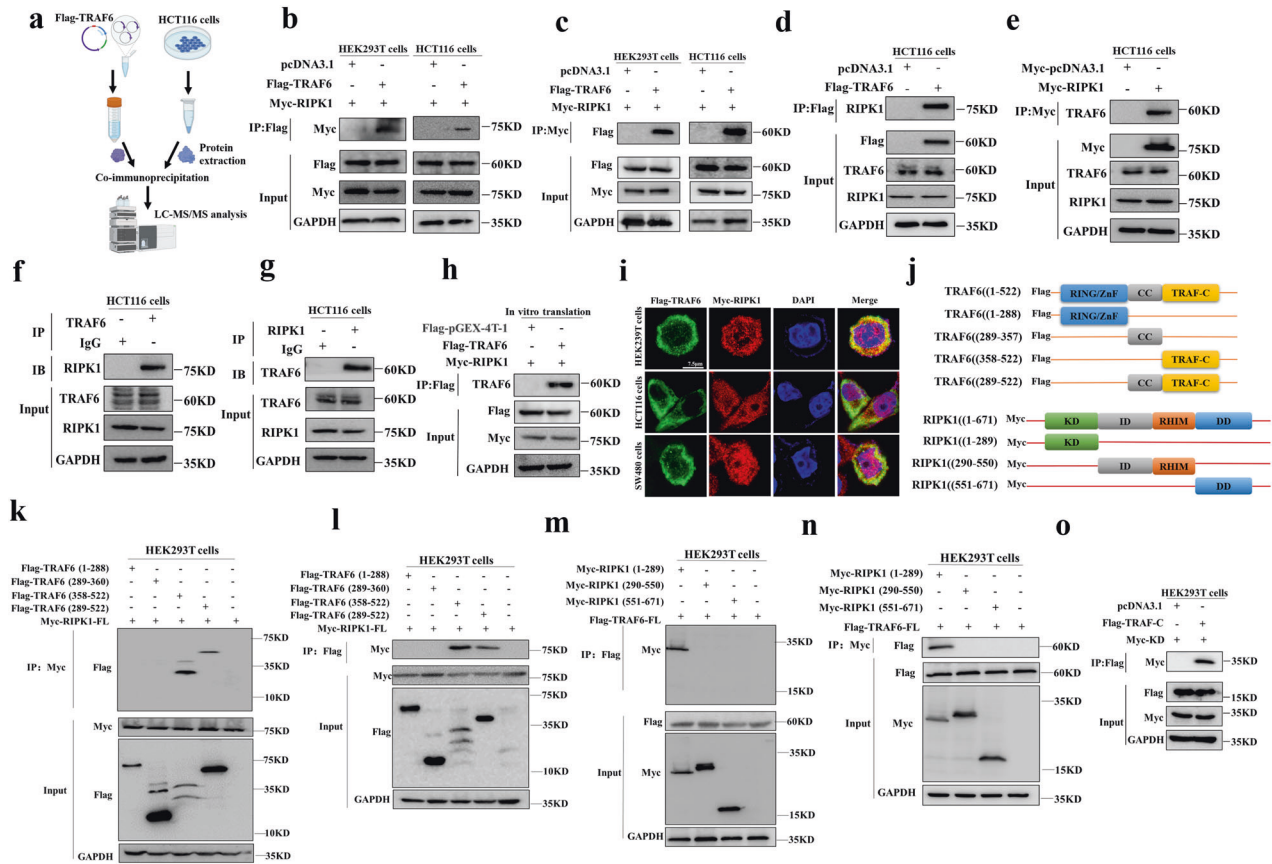 a
Flag-TRAF6
HCT116 cells
Protein
extraction
Co-immunoprecipitation
LC-MS/MS analysis
b
HEK293T cells HCT116 cells
pcDNA3.1 + - + -
Flag-TRAF6 - + - +
Myc-RIPK1 + + + +
IP:Flag Myc 75KD
Input Flag 60KD
Myc 75KD
GAPDH 35KD
c
HEK293T cells HCT116 cells
pcDNA3.1 + - + -
Flag-TRAF6 - + - +
Myc-RIPK1 + + + +
IP:Myc Flag 60KD
Input Flag 60KD
Myc 75KD
GAPDH 35KD
d
HCT116 cells
pcDNA3.1 + -
Flag-TRAF6 - +
IP:Flag RIPK1 75KD
Input Flag 60KD
TRAF6 60KD
RIPK1 75KD
GAPDH 35KD
e
HCT116 cells
Myc-pcDNA3.1 + -
Myc-RIPK1 - +
IP:Myc TRAF6 60KD
Input Myc 75KD
TRAF6 60KD
RIPK1 75KD
GAPDH 35KD
f
HCT116 cells
IP TRAF6 - +
IgG + -
IB RIPK1 75KD
Input TRAF6 60KD
RIPK1 75KD
GAPDH 35KD
g
HCT116 cells
IP RIPK1 - +
IgG + -
IB TRAF6 60KD
Input TRAF6 60KD
RIPK1 75KD
GAPDH 35KD
h
In vitro translation
Flag-pGEX-4T-1 + -
Flag-TRAF6 - +
Myc-RIPK1 + +
IP:Flag TRAF6 60KD
Input Flag 60KD
Myc 75KD
GAPDH 35KD
i
Flag-TRAF6 Myc-RIPK1 DAPI Merge
HEK239T cells
7.5μm
HCT116 cells
SW480 cells
j
TRAF6((1-522) Flag RING/ZnF CC TRAF-C
TRAF6((1-288) Flag RING/ZnF
TRAF6((289-357) Flag CC
TRAF6((358-522) Flag TRAF-C
TRAF6((289-522) Flag CC TRAF-C
RIPK1((1-671) Myc KD ID RHIM DD
RIPK1((1-289) Myc KD
RIPK1((290-550) Myc ID RHIM
RIPK1((551-671) Myc DD
k
HEK293T cells
Flag-TRAF6 (1-288) + - - - -
Flag-TRAF6 (289-360) - + - - -
Flag-TRAF6 (358-522) - - + - -
Flag-TRAF6 (289-522) - - - + -
Myc-RIPK1-FL + + + + +
75KD
IP: Myc Flag 35KD
10KD
Input Myc 75KD
75KD
Flag 35KD
10KD
GAPDH 35KD
l
HEK293T cells
Flag-TRAF6 (1-288) + - - - -
Flag-TRAF6 (289-360) - + - - -
Flag-TRAF6 (358-522) - - + - -
Flag-TRAF6 (289-522) - - - + -
Myc-RIPK1-FL + + + + +
IP: Flag Myc 75KD
Myc 75KD
75KD
Input Flag 35KD
10KD
GAPDH 35KD
m
HEK293T cells
Myc-RIPK1 (1-289) + - - -
Myc-RIPK1 (290-550) - + - -
Myc-RIPK1 (551-671) - - + -
Flag-TRAF6-FL + + + +
35KD
IP: Flag Myc
15KD
Flag 60KD
35KD
Input Myc
15KD
GAPDH 35KD
n
HEK293T cells
Myc-RIPK1 (1-289) + - - -
Myc-RIPK1 (290-550) - + - -
Myc-RIPK1 (551-671) - - + -
Flag-TRAF6-FL + + + +
IP: Myc Flag 60KD
Flag 60KD
35KD
Input Myc
15KD
GAPDH 35KD
o
HEK293T cells
pcDNA3.1 + -
Flag-TRAF-C - +
Myc-KD + +
IP:Flag Myc 35KD
Input Flag 15KD
Myc 35KD
GAPDH 35KD